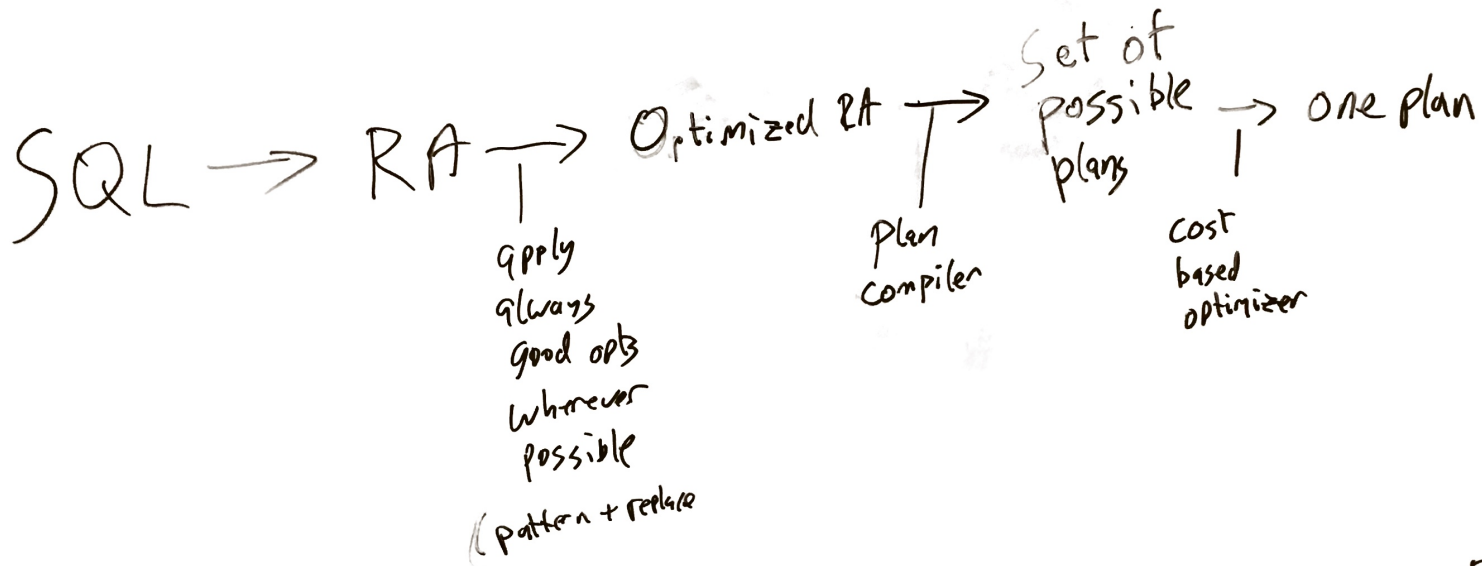 SQL → RA → Optimized RA → Set of possible plans → one plan
apply
always
good opts
wherever
possible
(pattern + replace
plan
compiler
cost
based
optimizer